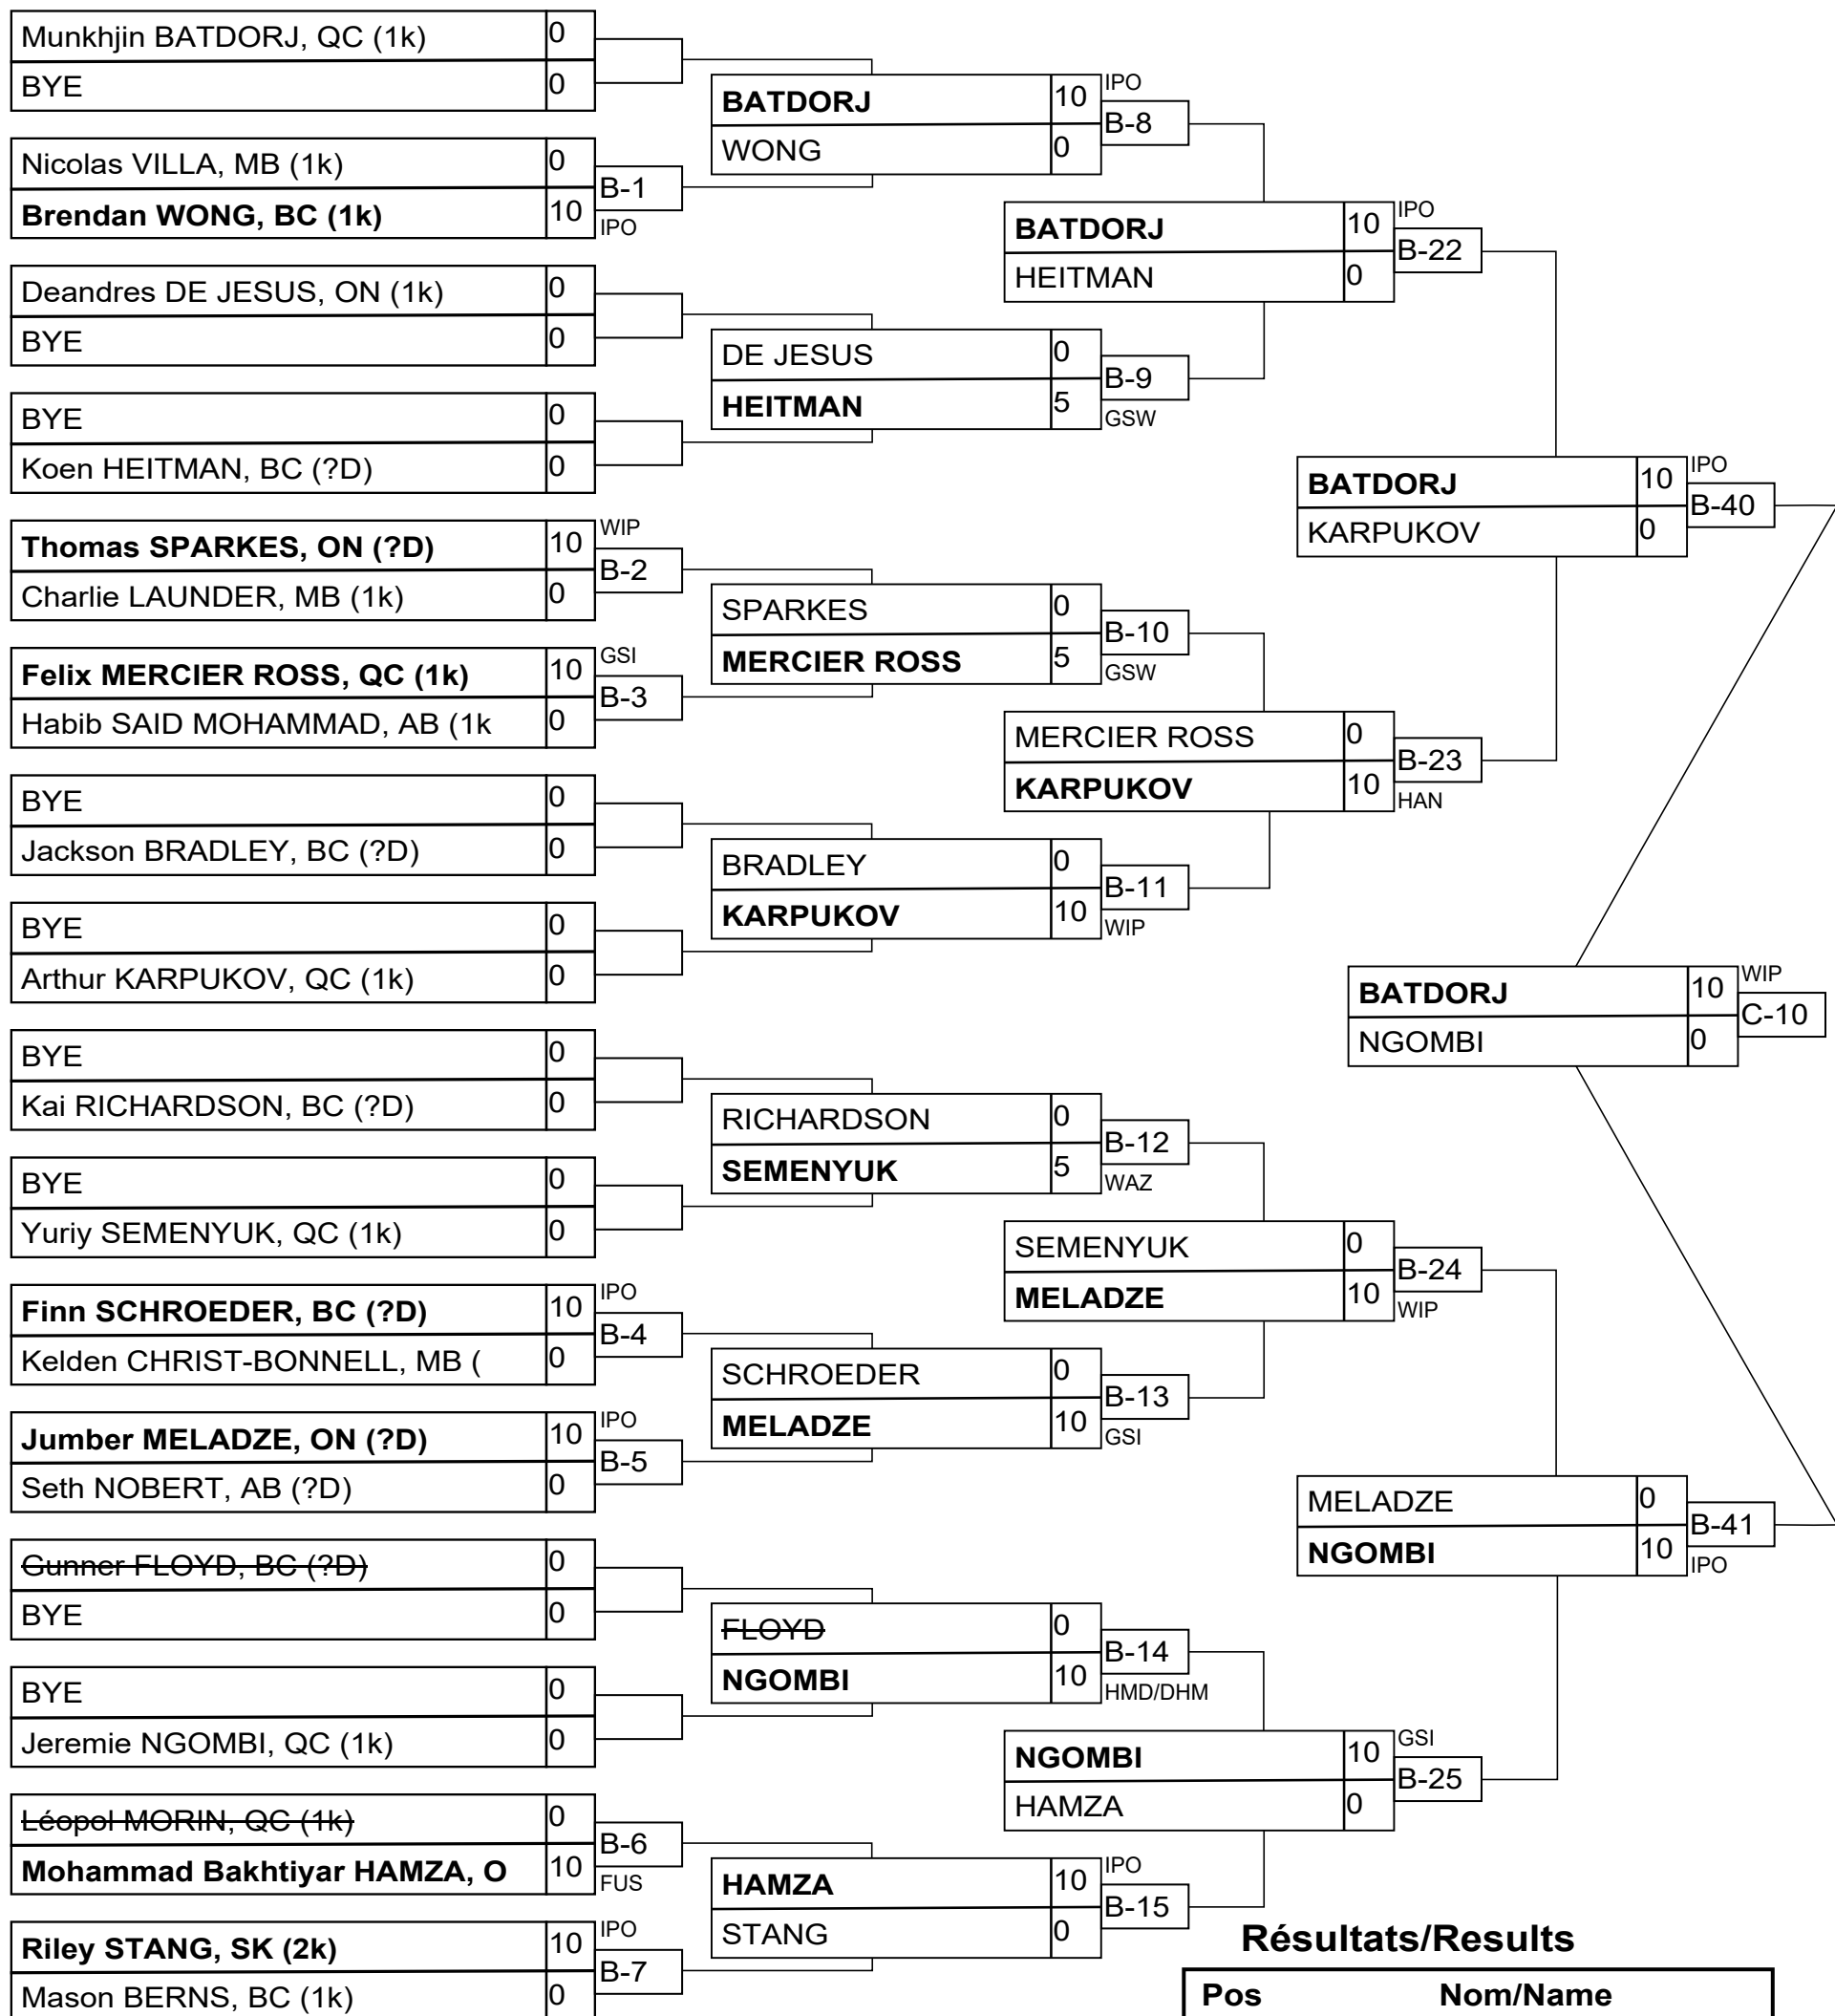 Munkhjin BATDORJ, QC (1k) 0
BYE 0
Nicolas VILLA, MB (1k) 0
B-1
Brendan WONG, BC (1k) 10
IPO
Deandres DE JESUS, ON (1k) 0
BYE 0
BYE 0
Koen HEITMAN, BC (?D) 0
WIP
Thomas SPARKES, ON (?D) 10
B-2
Charlie LAUNDER, MB (1k) 0
GSI
Felix MERCIER ROSS, QC (1k) 10
B-3
Habib SAID MOHAMMAD, AB (1k 0
BYE 0
Jackson BRADLEY, BC (?D) 0
BYE 0
Arthur KARPUKOV, QC (1k) 0
BYE 0
Kai RICHARDSON, BC (?D) 0
BYE 0
Yuriy SEMENYUK, QC (1k) 0
IPO
Finn SCHROEDER, BC (?D) 10
B-4
Kelden CHRIST-BONNELL, MB ( 0
IPO
Jumber MELADZE, ON (?D) 10
B-5
Seth NOBERT, AB (?D) 0
Gunner FLOYD, BC (?D) 0
BYE 0
BYE 0
Jeremie NGOMBI, QC (1k) 0
Léopol MORIN, QC (1k) 0
B-6
Mohammad Bakhtiyar HAMZA, O 10
FUS
IPO
Riley STANG, SK (2k) 10
B-7
Mason BERNS, BC (1k) 0
IPO
BATDORJ 10
B-8
WONG 0
DE JESUS 0
B-9
HEITMAN 5
GSW
SPARKES 0
B-10
MERCIER ROSS 5
GSW
BRADLEY 0
B-11
KARPUKOV 10
WIP
RICHARDSON 0
B-12
SEMENYUK 5
WAZ
SCHROEDER 0
B-13
MELADZE 10
GSI
FLOYD 0
B-14
NGOMBI 10
HMD/DHM
IPO
HAMZA 10
B-15
STANG 0
IPO
BATDORJ 10
B-22
HEITMAN 0
MERCIER ROSS 0
B-23
KARPUKOV 10
HAN
SEMENYUK 0
B-24
MELADZE 10
WIP
GSI
NGOMBI 10
B-25
HAMZA 0
IPO
BATDORJ 10
B-40
KARPUKOV 0
MELADZE 0
B-41
NGOMBI 10
IPO
WIP
BATDORJ 10
C-10
NGOMBI 0
Résultats/Results
Pos Nom/Name